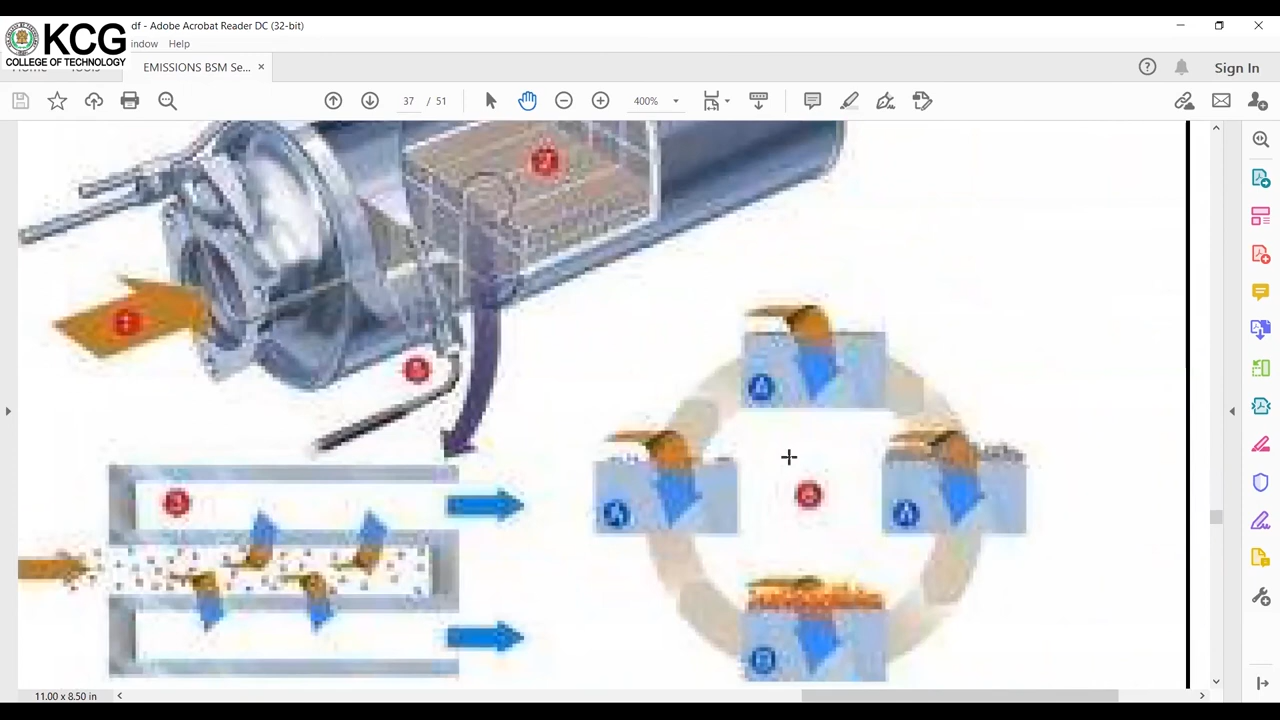 df - Adobe Acrobat Reader DC (32-bit)
KCG
COLLEGE OF TECHNOLOGY
indow Help
EMISSIONS BSM Se... ×
Sign In
37 / 51
400%
A
A
A
11.00 x 8.50 in